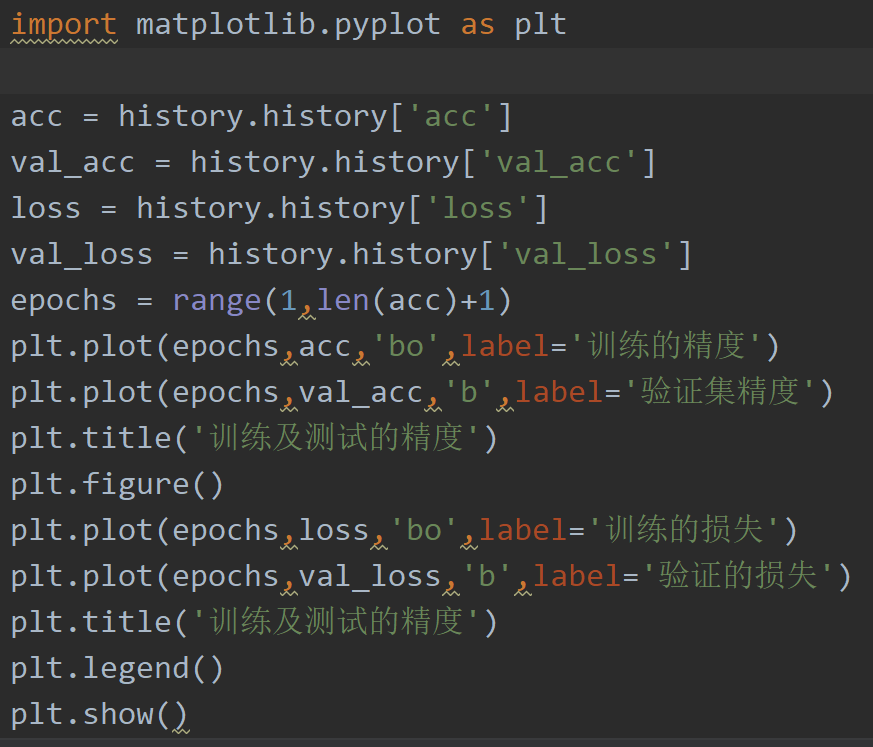 import matplotlib.pyplot as plt
acc = history.history['acc']
val_acc = history.history['val_acc']
loss = history.history['loss']
val_loss = history.history['val_loss']
epochs = range(1,len(acc)+1)
plt.plot(epochs,acc,'bo',label='训练的精度')
plt.plot(epochs,val_acc,'b',label='验证集精度')
plt.title('训练及测试的精度')
plt.figure()
plt.plot(epochs,loss,'bo',label='训练的损失')
plt.plot(epochs,val_loss,'b',label='验证的损失')
plt.title('训练及测试的精度')
plt.legend()
plt.show()